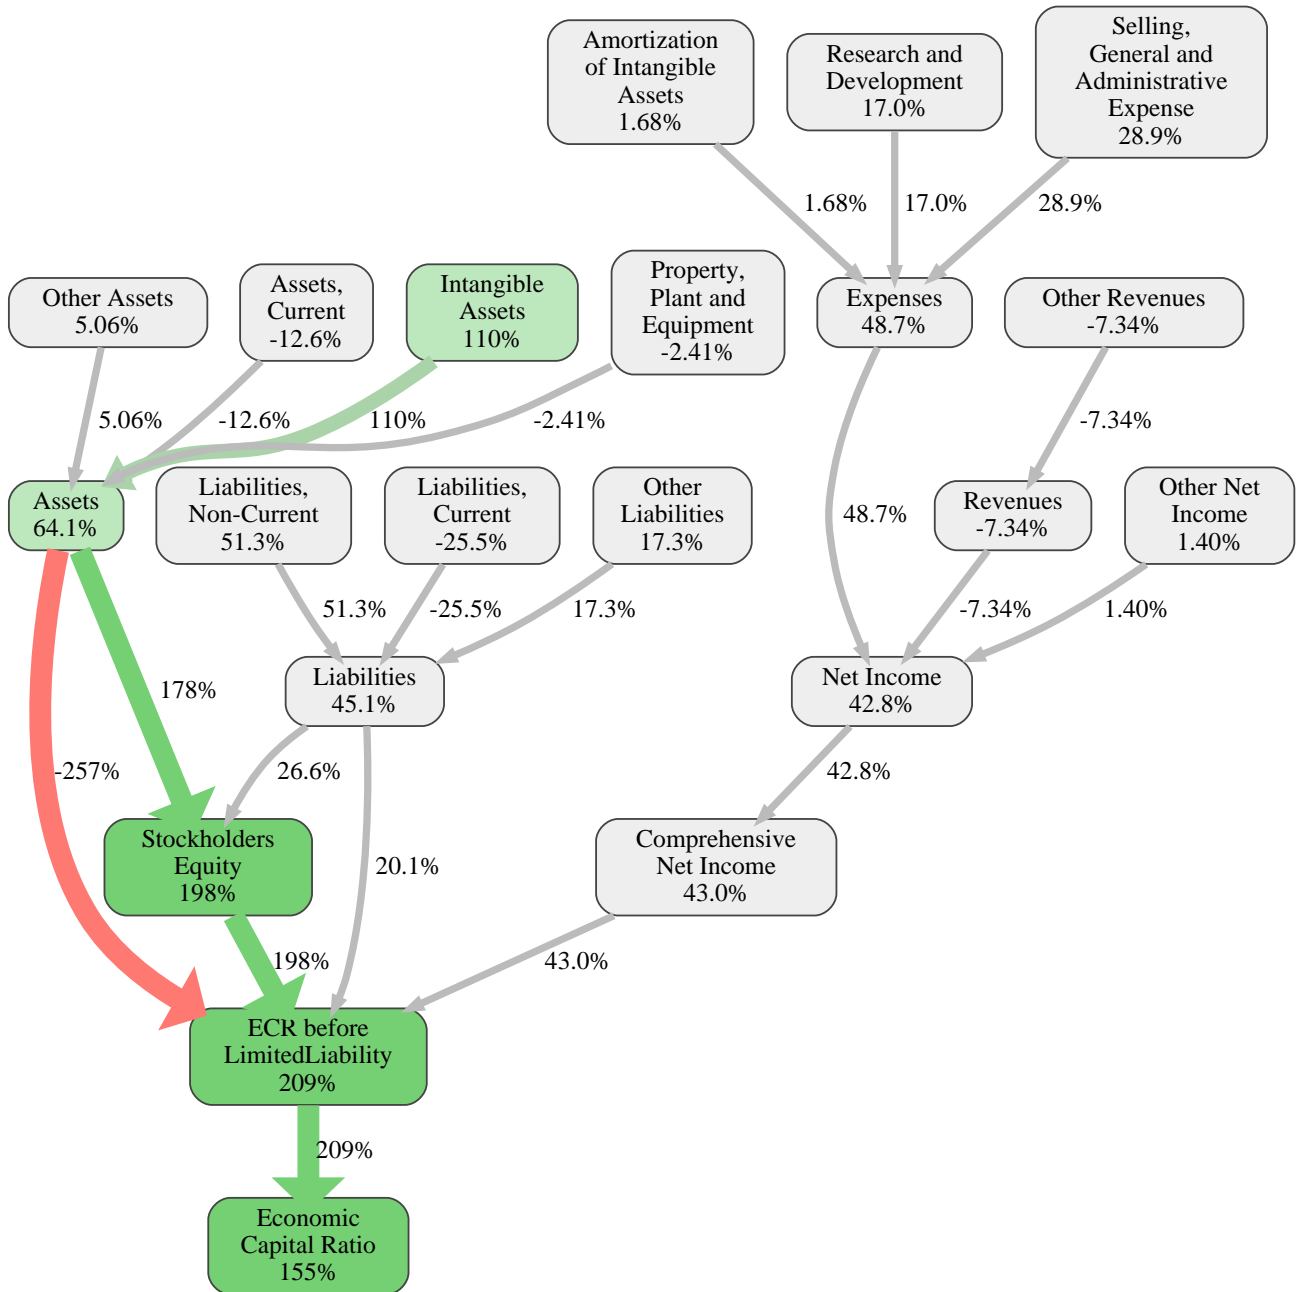 Amortization
of Intangible
Assets
1.68%
Research and
Development
17.0%
Selling,
General and
Administrative
Expense
28.9%
1.68%
17.0%
28.9%
Other Assets
5.06%
Assets,
Current
-12.6%
Intangible
Assets
110%
Property,
Plant and
Equipment
-2.41%
Expenses
48.7%
Other Revenues
-7.34%
5.06%
-12.6%
110%
-2.41%
-7.34%
Assets
64.1%
Liabilities,
Non-Current
51.3%
Liabilities,
Current
-25.5%
Other
Liabilities
17.3%
48.7%
Revenues
-7.34%
Other Net
Income
1.40%
51.3%
-25.5%
17.3%
-7.34%
1.40%
178%
Liabilities
45.1%
Net Income
42.8%
-257%
26.6%
42.8%
Stockholders
Equity
198%
20.1%
Comprehensive
Net Income
43.0%
198%
43.0%
ECR before
LimitedLiability
209%
209%
Economic
Capital Ratio
155%